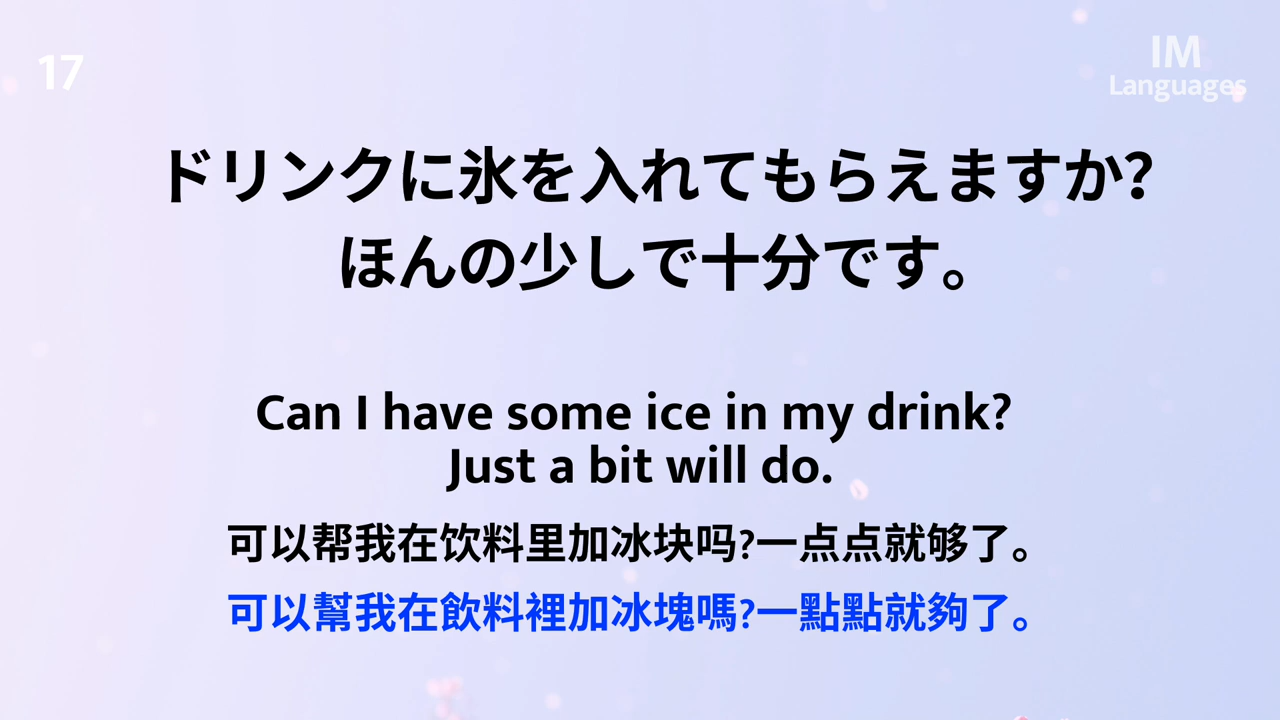 17
IM
Languages
ドリンクに氷を入れてもらえますか?
ほんの少しで十分です。
Can I have some ice in my drink?
Just a bit will do.
可以帮我在饮料里加冰块吗?一点点就够了。
可以幫我在飲料裡加冰塊嗎?一點點就夠了。